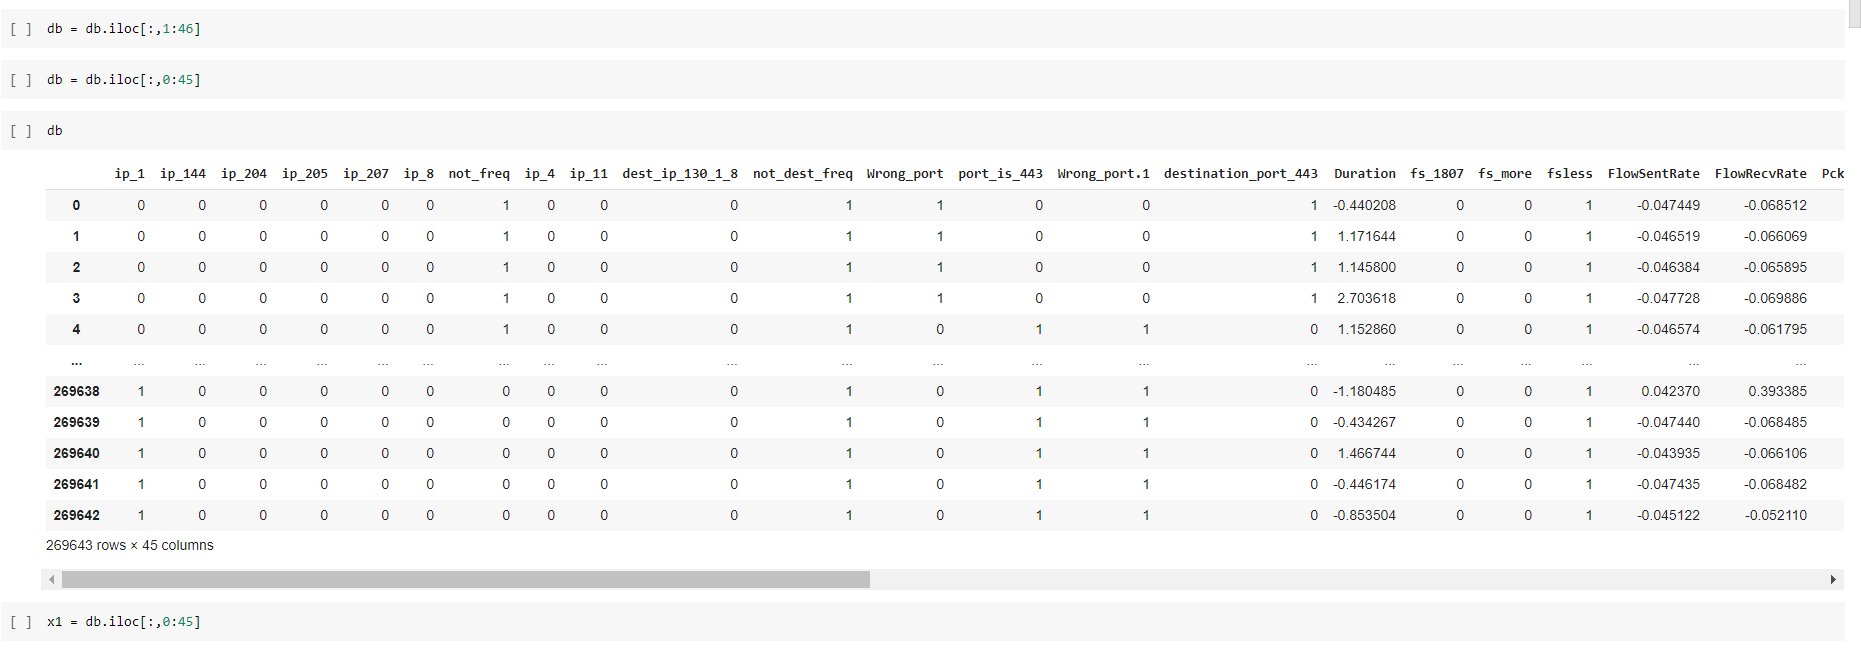 [ ] db = db.iloc[:,1:46]
[ ] db = db.iloc[:,0:45]
[ ] db
ip_1 ip_144 ip_204 ip_205 ip_207 ip_8 not_freq ip_4 ip_11 dest_ip_130_1_8 not_dest_freq Wrong_port port_is_443 Wrong_port.1 destination_port_443 Duration fs_1807 fs_more fsless FlowSentRate FlowRecvRate Pck
0 0 0 0 0 0 0 1 0 0 0 1 1 0 0 1 -0.440208 0 0 1 -0.047449 -0.068512
1 0 0 0 0 0 0 1 0 0 0 1 1 0 0 1 1.171644 0 0 1 -0.046519 -0.066069
2 0 0 0 0 0 0 1 0 0 0 1 1 0 0 1 1.145800 0 0 1 -0.046384 -0.065895
3 0 0 0 0 0 0 1 0 0 0 1 1 0 0 1 2.703618 0 0 1 -0.047728 -0.069886
4 0 0 0 0 0 0 1 0 0 0 1 0 1 1 0 1.152860 0 0 1 -0.046574 -0.061795
... ... ... ... ... ... ... ... ... ... ... ... ... ... ... ... ... ... ... ... ... ...
269638 1 0 0 0 0 0 0 0 0 0 1 0 1 1 0 -1.180485 0 0 1 0.042370 0.393385
269639 1 0 0 0 0 0 0 0 0 0 1 0 1 1 0 -0.434267 0 0 1 -0.047440 -0.068485
269640 1 0 0 0 0 0 0 0 0 0 1 0 1 1 0 1.466744 0 0 1 -0.043935 -0.066106
269641 1 0 0 0 0 0 0 0 0 0 1 0 1 1 0 -0.446174 0 0 1 -0.047435 -0.068482
269642 1 0 0 0 0 0 0 0 0 0 1 0 1 1 0 -0.853504 0 0 1 -0.045122 -0.052110
269643 rows × 45 columns
[ ] x1 = db.iloc[:,0:45]